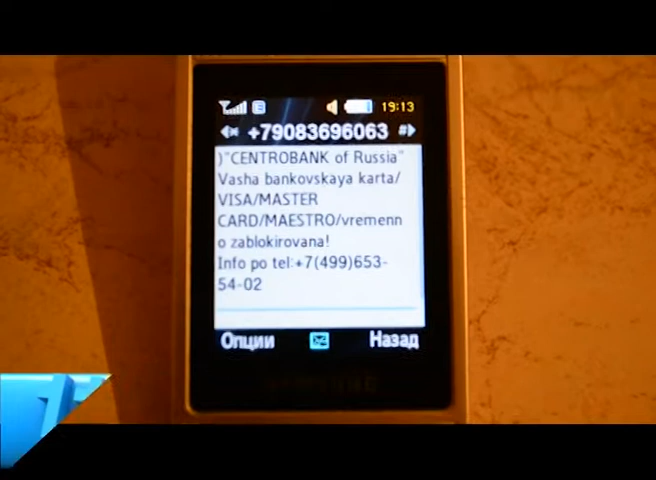 19:13
+79083696063 #
)"CENTROBANK of Russia"
Vasha bankovskaya karta/
VISA/MASTER
CARD/MAESTRO/vremenn
o zablokirovana!
Info po tel:+7(499)653-
54-02
Опции Назад
SAMSUNG